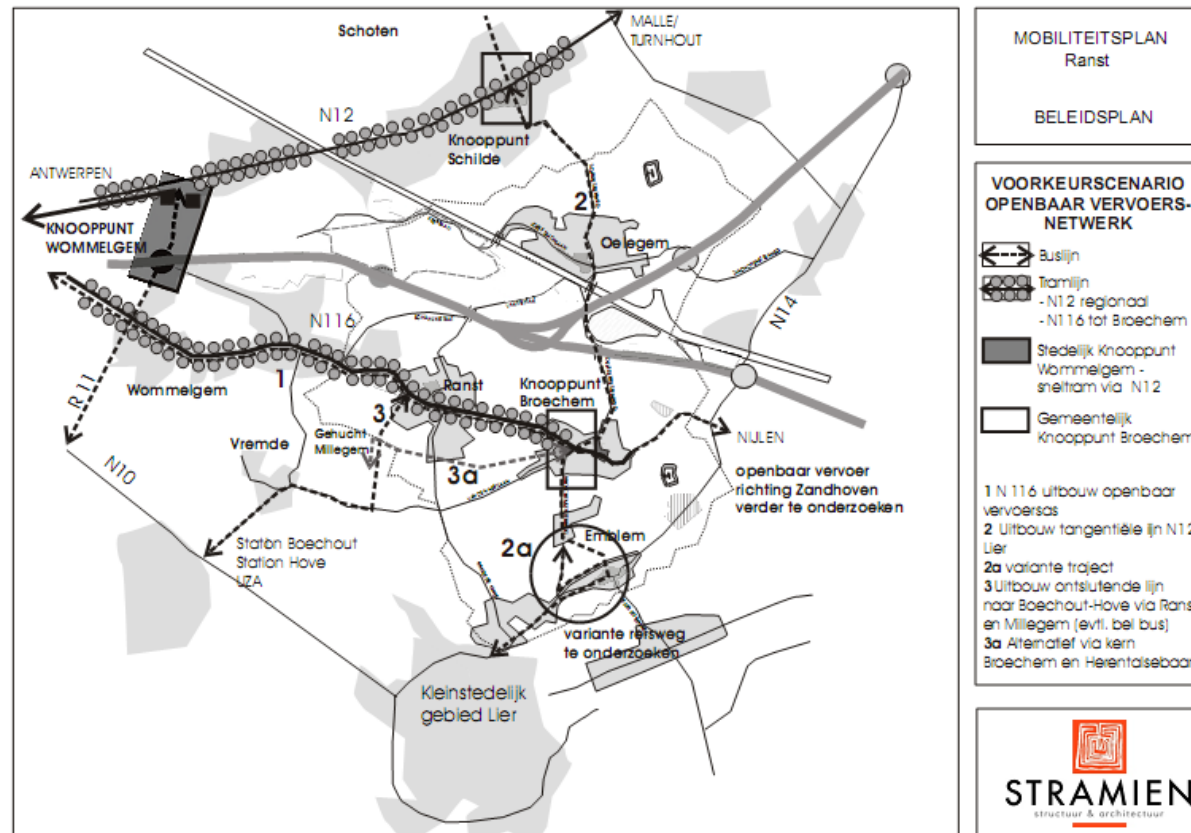 Schoten
MALLE/
TURNHOUT
N12
Knooppunt
Schilde
ANTWERPEN
KNOOPPUNT
WOMMELGEM
2
Oelegem
N14
N116
R 11
1
Wommelgem
Ranst
Knooppunt
Broechem
3
Gehucht
Millegem
Vremde
3a
NIJLEN
N10
openbaar vervoer
richting Zandhoven
verder te onderzoeken
Station Boechout
Station Hove
UZA
2a
Emblem
variante reisweg
te onderzoeken
Kleinstedelijk
gebied Lier
MOBILITEITSPLAN
Ranst
BELEIDSPLAN
VOORKEURSCENARIO
OPENBAAR VERVOERS-
NETWERK
Buslijn
Tramlijn
- N12 regionaal
- N116 tot Broechem
Stedelijk Knooppunt
Wommelgem -
sneltram via N12
Gemeentelijk
Knooppunt Broechem
1 N 116 uitbouw openbaar
vervoersas
2 Uitbouw tangentiële lijn N12
Lier
2a variante traject
3 Uitbouw ontsluitende lijn
naar Boechout-Hove via Rans
en Millegem (evtl. bel bus)
3a Alternatief via kern
Broechem en Herentalsebaan
STRAMIEN
structuur & architectuur